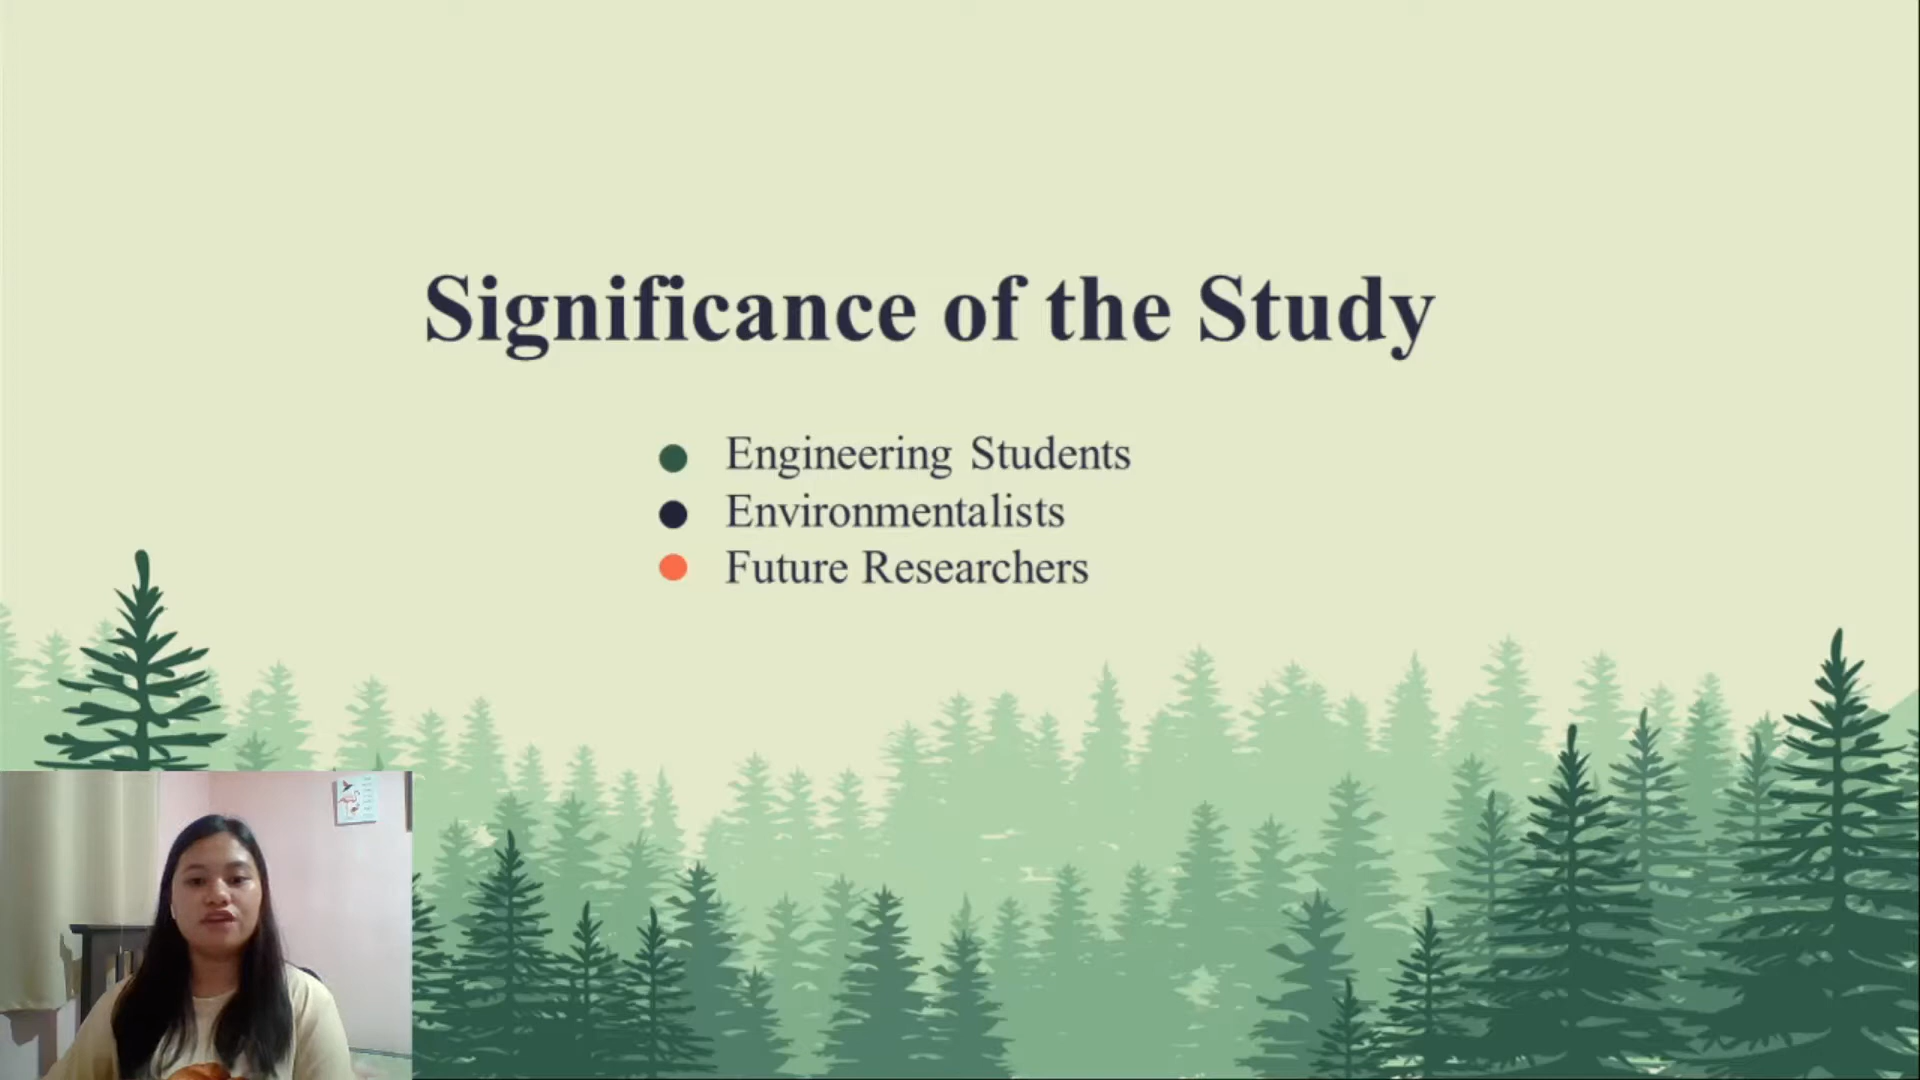 Significance of the Study
Engineering Students
Environmentalists
Future Researchers